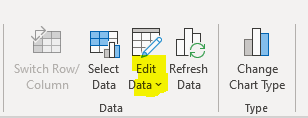 Switch Row/
Column
Select
Data
Edit
Data
Refresh
Data
Change
Chart Type
Data
Type